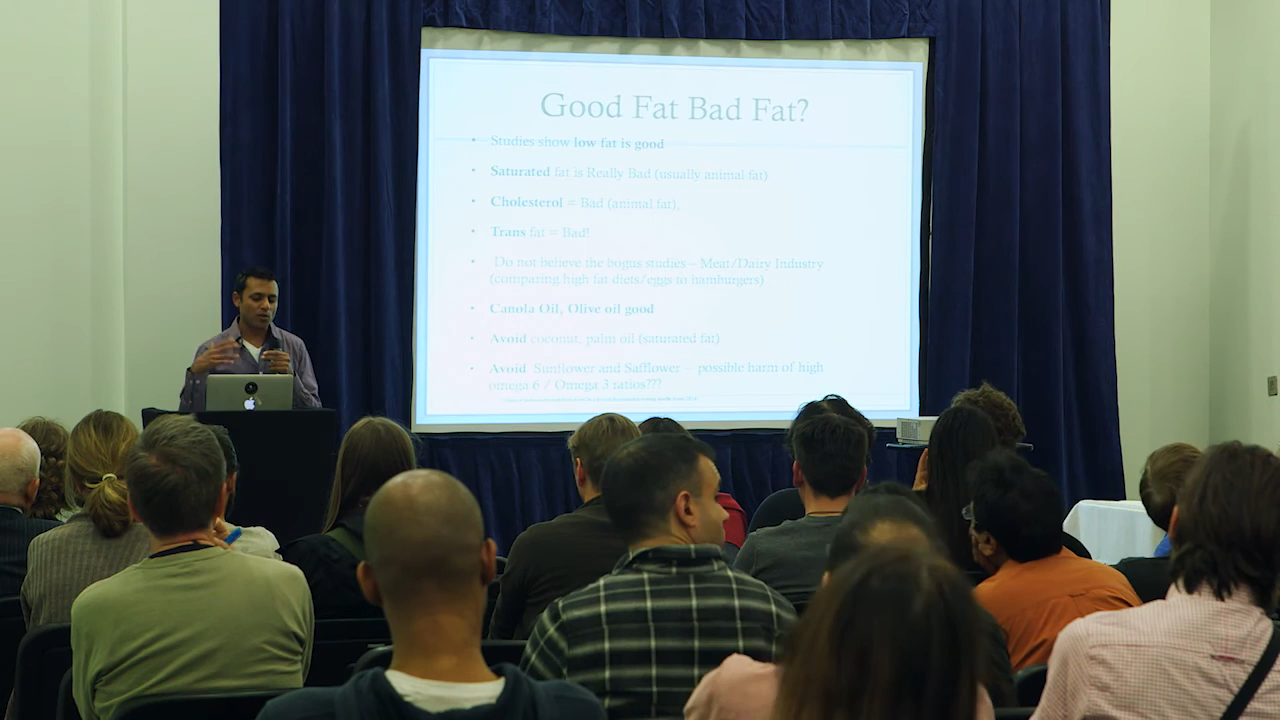 Good Fat Bad Fat?
• Studies show low fat is good
• Saturated fat is Really Bad (usually animal fat)
• Cholesterol = Bad (animal fat),
• Trans fat = Bad!
• Do not believe the bogus studies – Meat/Dairy Industry
(comparing high fat diets/eggs to hamburgers)
• Canola Oil, Olive oil good
• Avoid coconut, palm oil (saturated fat)
• Avoid Sunflower and Safflower – possible harm of high
omega 6 / Omega 3 ratios???